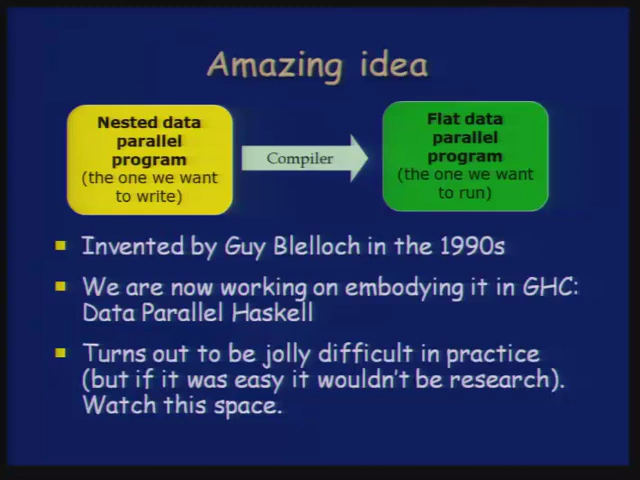 Amazing idea
Nested data
parallel
program
(the one we want
to write)
Compiler
Flat data
parallel
program
(the one we want
to run)
Invented by Guy Blelloch in the 1990s
We are now working on embodying it in GHC:
Data Parallel Haskell
Turns out to be jolly difficult in practice
(but if it was easy it wouldn't be research).
Watch this space.